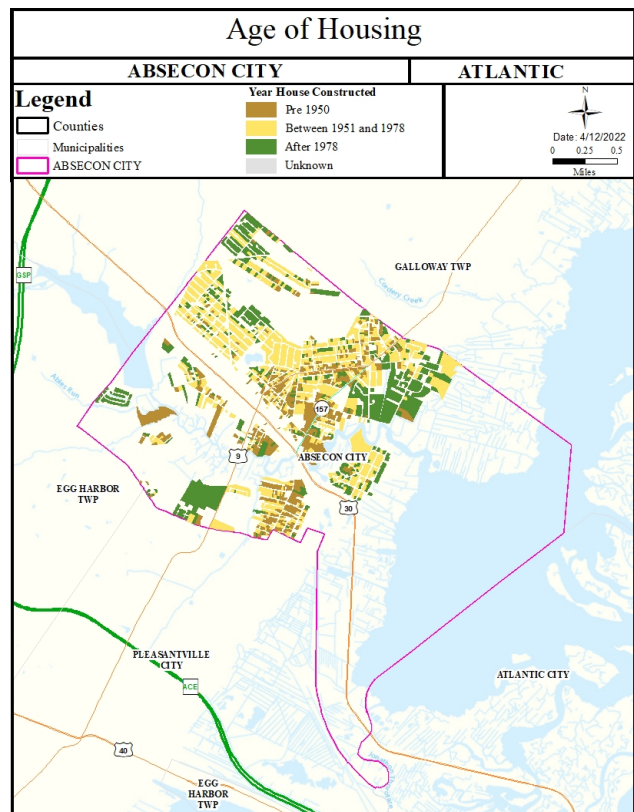 Age of Housing
ABSECON CITY
ATLANTIC
Legend
Counties
Municipalities
ABSECON CITY
Year House Constructed
Pre 1950
Between 1951 and 1978
After 1978
Unknown
N
Date: 4/12/2022
0 0.25 0.5
Miles
GSP
GALLOWAY TWP
Cordery Creek
157
9
ABSECON CITY
EGG HARBOR
TWP
30
PLEASANTVILLE
CITY
ACE
ATLANTIC CITY
40
EGG
HARBOR
TWP